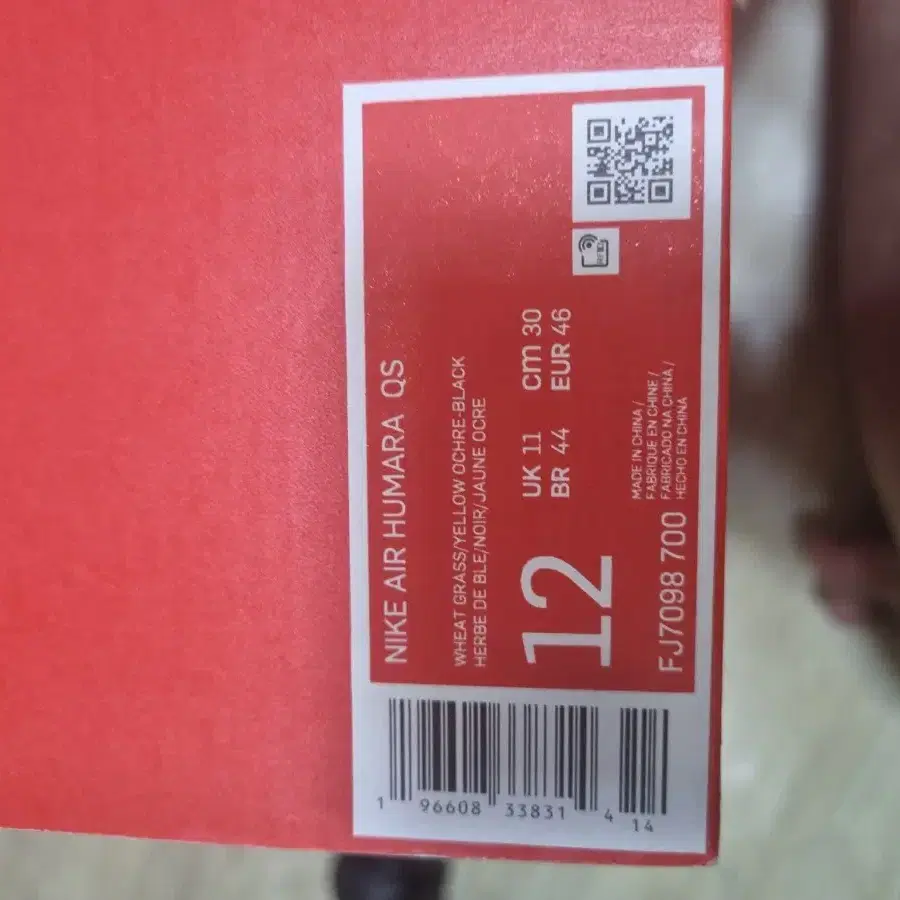 NIKE AIR HUMARA QS
WHEAT GRASS/YELLOW OCHRE-BLACK
HERBE DE BLE/NOIR/JAUNE OCRE
12
UK 11 cm 30
BR 44 EUR 46
FJ7098 700
MADE IN CHINA /
FABRIQUE EN CHINE /
FABRICADO NA CHINA /
HECHO EN CHINA
1 96608 33831 4
14